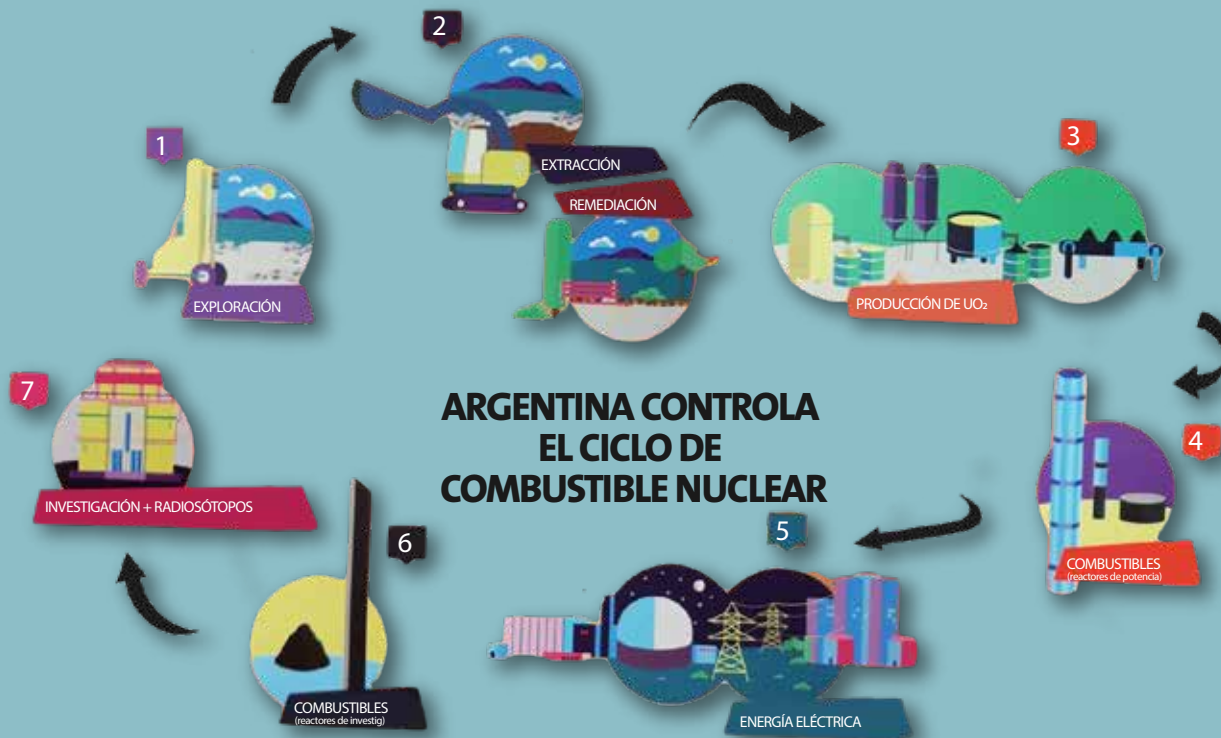 1
EXPLORACIÓN
2
EXTRACCIÓN
REMEDIACIÓN
3
PRODUCCIÓN DE UO₂
4
COMBUSTIBLES
(reactores de potencia)
5
ENERGÍA ELÉCTRICA
6
COMBUSTIBLES
(reactores de investig)
7
INVESTIGACIÓN + RADIOSÓTOPOS
ARGENTINA CONTROLA
EL CICLO DE
COMBUSTIBLE NUCLEAR